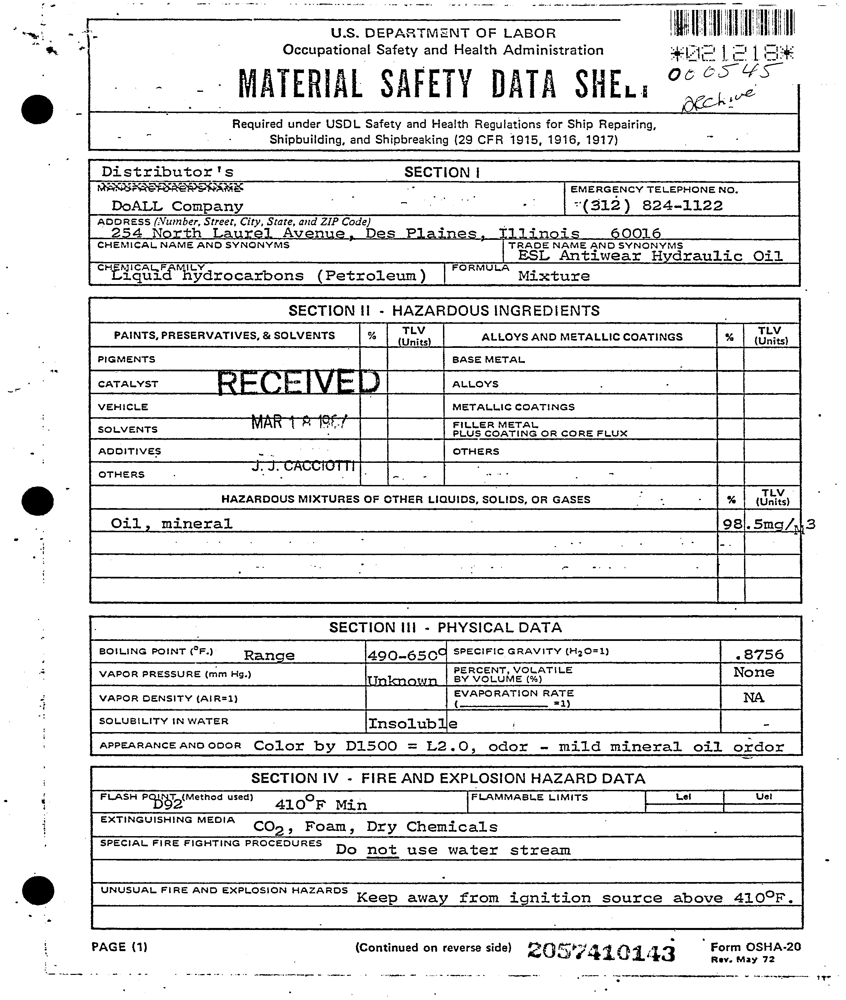 U.S. DEPARTMENT OF LABOR
Occupational Safety and Health Administration
*021218*
000545
Archive
MATERIAL SAFETY DATA SHE
Required under USDL Safety and Health Regulations for Ship Repairing,
Shipbuilding, and Shipbreaking (29 CFR 1915, 1916, 1917)
Distributor's SECTION I
MANUFACTURER'S NAME EMERGENCY TELEPHONE NO.
DoALL Company (312) 824-1122
ADDRESS (Number, Street, City, State, and ZIP Code)
254 North Laurel Avenue, Des Plaines, Illinois 60016
CHEMICAL NAME AND SYNONYMS TRADE NAME AND SYNONYMS
ESL Antiwear Hydraulic Oil
CHEMICAL FAMILY FORMULA
Liquid hydrocarbons (Petroleum) Mixture
SECTION II - HAZARDOUS INGREDIENTS
PAINTS, PRESERVATIVES, & SOLVENTS % TLV (Units) ALLOYS AND METALLIC COATINGS % TLV (Units)
PIGMENTS BASE METAL
CATALYST RECEIVED ALLOYS
VEHICLE METALLIC COATINGS
SOLVENTS MAR 18 FILLER METAL
PLUS COATING OR CORE FLUX
ADDITIVES OTHERS
OTHERS J. J. CACCIOTTI
HAZARDOUS MIXTURES OF OTHER LIQUIDS, SOLIDS, OR GASES % TLV (Units)
Oil, mineral 98 .5mg/M3
SECTION III - PHYSICAL DATA
BOILING POINT (°F.) Range 490-650° SPECIFIC GRAVITY (H2O=1) .8756
VAPOR PRESSURE (mm Hg.) Unknown PERCENT, VOLATILE
BY VOLUME (%) None
VAPOR DENSITY (AIR=1) EVAPORATION RATE
(__________ =1) NA
SOLUBILITY IN WATER Insoluble -
APPEARANCE AND ODOR Color by D1500 = L2.0, odor - mild mineral oil ordor
SECTION IV - FIRE AND EXPLOSION HAZARD DATA
FLASH POINT (Method used) D92 410°F Min FLAMMABLE LIMITS Lel Uel
EXTINGUISHING MEDIA CO2, Foam, Dry Chemicals
SPECIAL FIRE FIGHTING PROCEDURES Do not use water stream
UNUSUAL FIRE AND EXPLOSION HAZARDS Keep away from ignition source above 410°F.
PAGE (1) (Continued on reverse side) 2057410143 Form OSHA-20
Rev. May 72